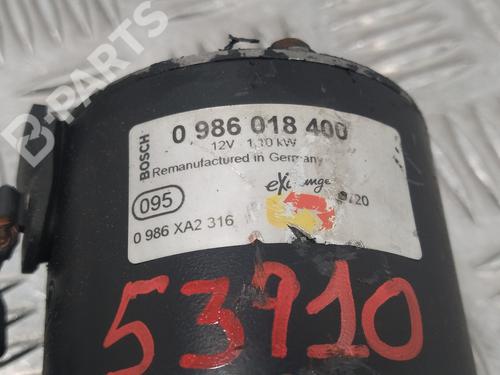 B-PARTS
BOSCH
0 986 018 400
12V 1,10 kW
Remanufactured in Germany
095
0 986 XA2 316
53910